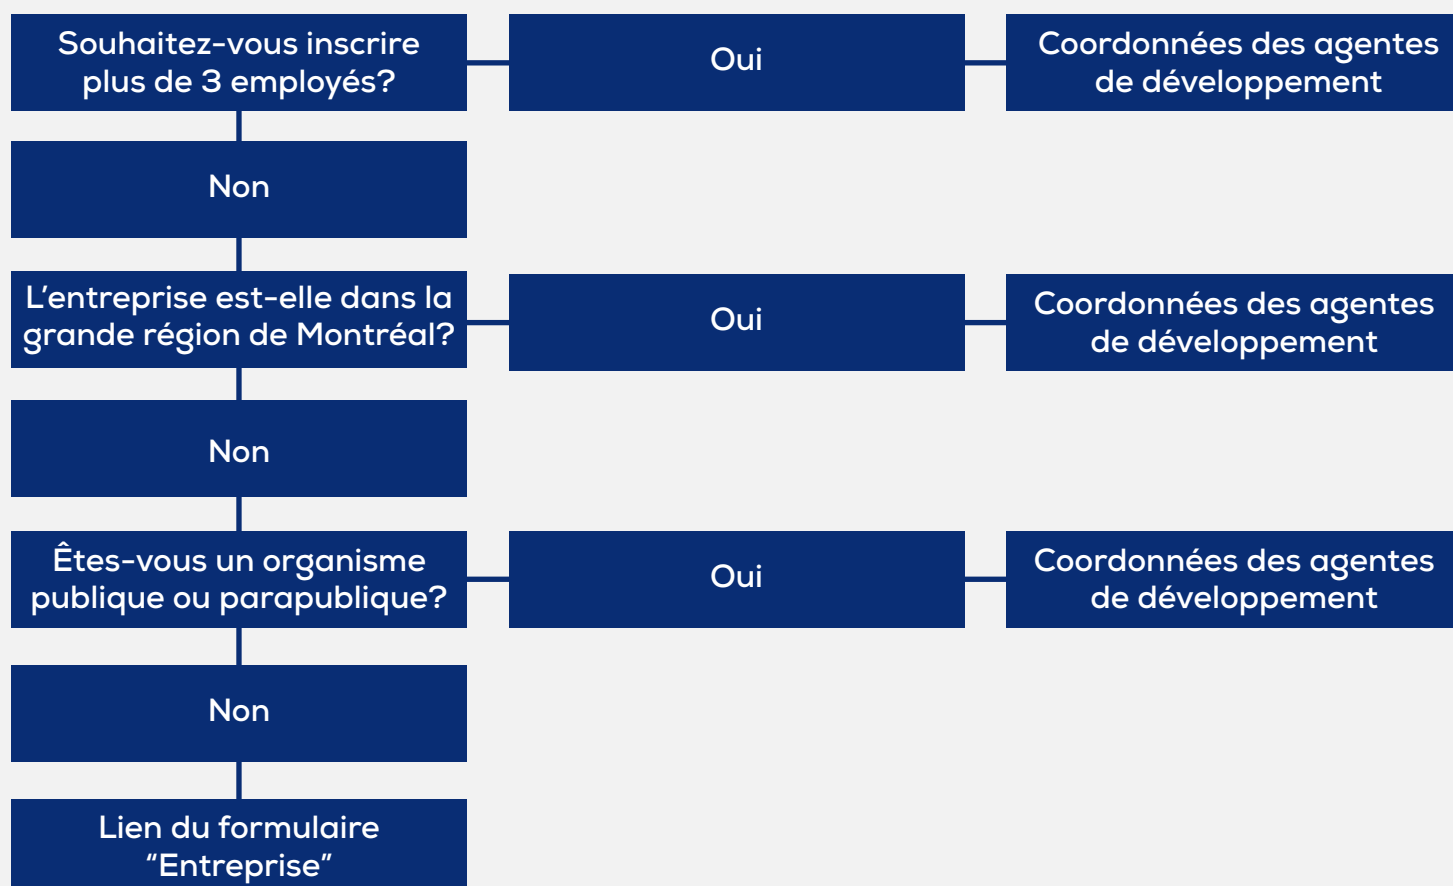 Souhaitez-vous inscrire
plus de 3 employés?
Oui
Coordonnées des agentes
de développement
Non
L'entreprise est-elle dans la
grande région de Montréal?
Oui
Coordonnées des agentes
de développement
Non
Êtes-vous un organisme
publique ou parapublique?
Oui
Coordonnées des agentes
de développement
Non
Lien du formulaire
“Entreprise”